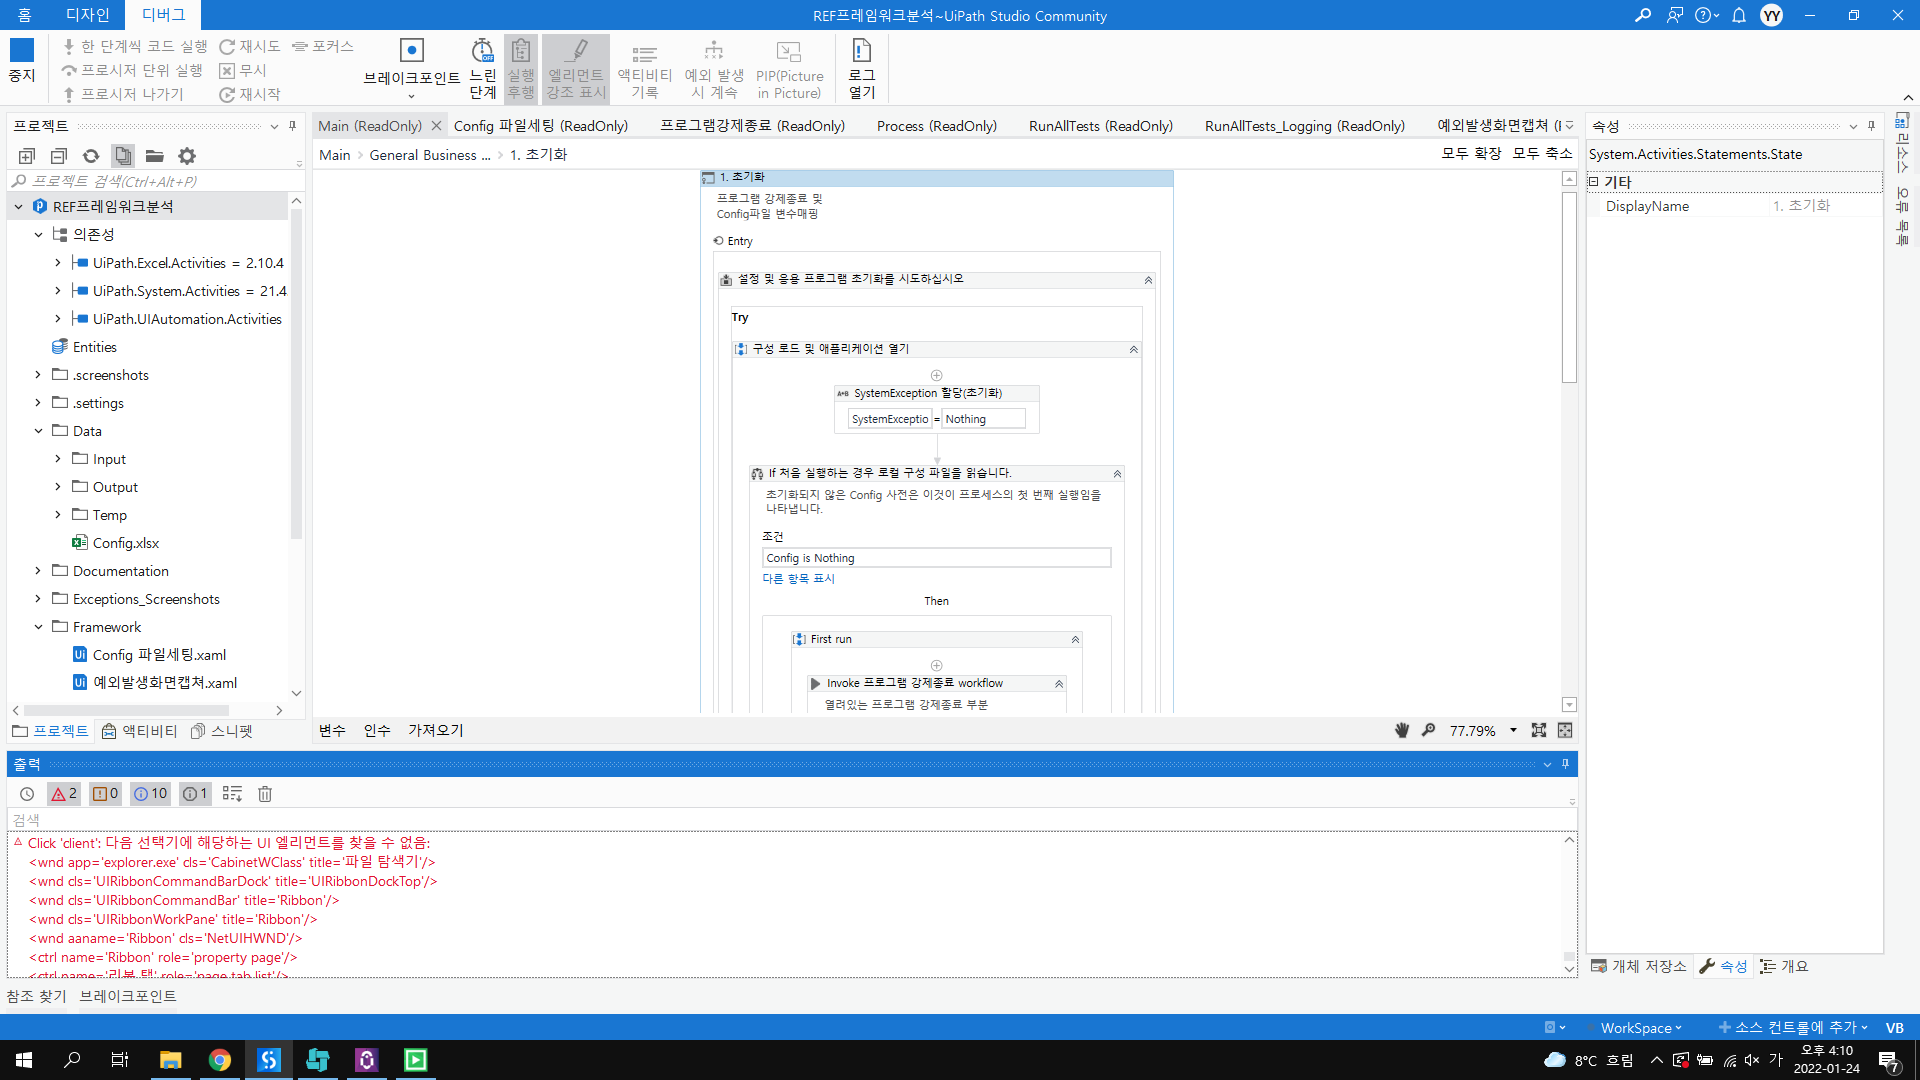 홈 디자인 디버그
REF프레임워크분석~UiPath Studio Community
YY
중지
한 단계씩 코드 실행
프로시저 단위 실행
프로시저 나가기
재시도
무시
재시작
포커스
브레이크포인트
느린
단계
OFF
실행
후행
엘리먼트
강조 표시
액티비티
기록
예외 발생
시 계속
PIP(Picture
in Picture)
로그
열기
프로젝트
프로젝트 검색(Ctrl+Alt+P)
REF프레임워크분석
의존성
UiPath.Excel.Activities = 2.10.4
UiPath.System.Activities = 21.4.
UiPath.UIAutomation.Activities
Entities
.screenshots
.settings
Data
Input
Output
Temp
Config.xlsx
Documentation
Exceptions_Screenshots
Framework
Config 파일세팅.xaml
예외발생화면캡쳐.xaml
프로젝트 액티비티 스니펫
Main (ReadOnly) Config 파일세팅 (ReadOnly) 프로그램강제종료 (ReadOnly) Process (ReadOnly) RunAllTests (ReadOnly) RunAllTests_Logging (ReadOnly) 예외발생화면캡쳐 (
Main > General Business ... > 1. 초기화
모두 확장 모두 축소
1. 초기화
프로그램 강제종료 및
Config파일 변수매핑
Entry
설정 및 응용 프로그램 초기화를 시도하십시오
Try
구성 로드 및 애플리케이션 열기
A*B SystemException 할당(초기화)
SystemExceptio = Nothing
If 처음 실행하는 경우 로컬 구성 파일을 읽습니다.
초기화되지 않은 Config 사전은 이것이 프로세스의 첫 번째 실행임을
나타냅니다.
조건
Config is Nothing
다른 항목 표시
Then
First run
Invoke 프로그램 강제종료 workflow
열려있는 프로그램 강제종료 부분
변수 인수 가져오기
77.79%
속성
System.Activities.Statements.State
기타
DisplayName 1. 초기화
개체 저장소 속성 개요
리소스
오류 목록
출력
2 0 10 1
검색
Click 'client': 다음 선택기에 해당하는 UI 엘리먼트를 찾을 수 없음:
<wnd app='explorer.exe' cls='CabinetWClass' title='파일 탐색기'/>
<wnd cls='UIRibbonCommandBarDock' title='UIRibbonDockTop'/>
<wnd cls='UIRibbonCommandBar' title='Ribbon'/>
<wnd cls='UIRibbonWorkPane' title='Ribbon'/>
<wnd aaname='Ribbon' cls='NetUIHWND'/>
<ctrl name='Ribbon' role='property page'/>
<ctrl name='리본 탭' role='page tab list'/>
참조 찾기 브레이크포인트
WorkSpace 소스 컨트롤에 추가 VB
8°C 흐림 가
오후 4:10
2022-01-24
7